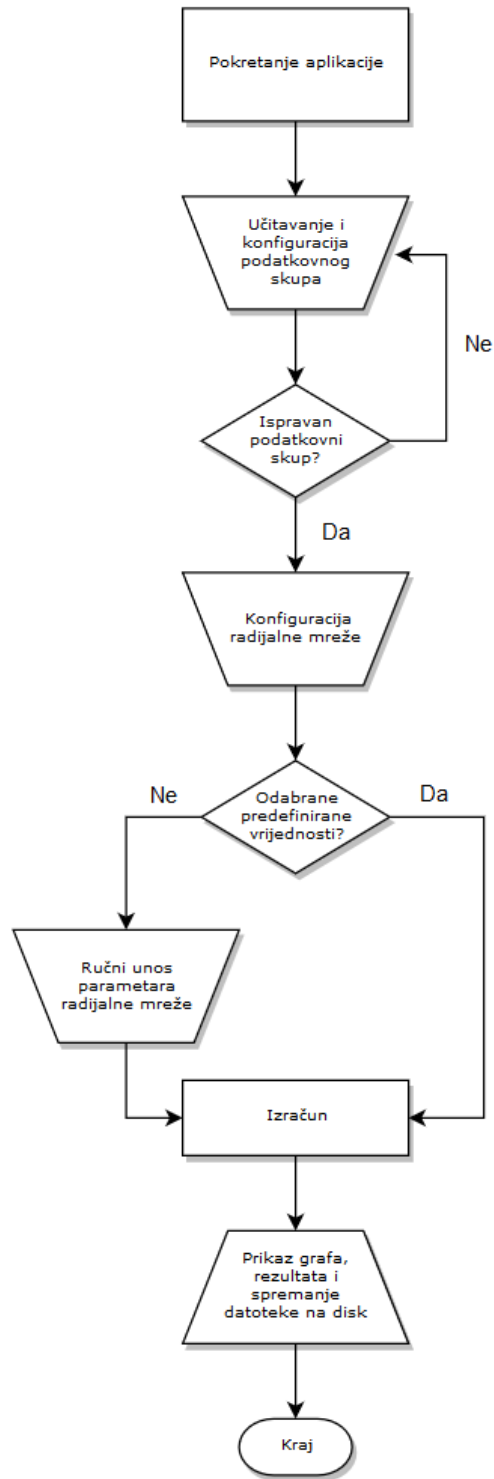 Pokretanje aplikacije
Učitavanje i
konfiguracija
podatkovnog
skupa
Ne
Ispravan
podatkovni
skup?
Da
Konfiguracija
radijalne mreže
Ne
Odabrane
predefinirane
vrijednosti?
Da
Ručni unos
parametara
radijalne mreže
Izračun
Prikaz grafa,
rezultata i
spremanje
datoteke na disk
Kraj